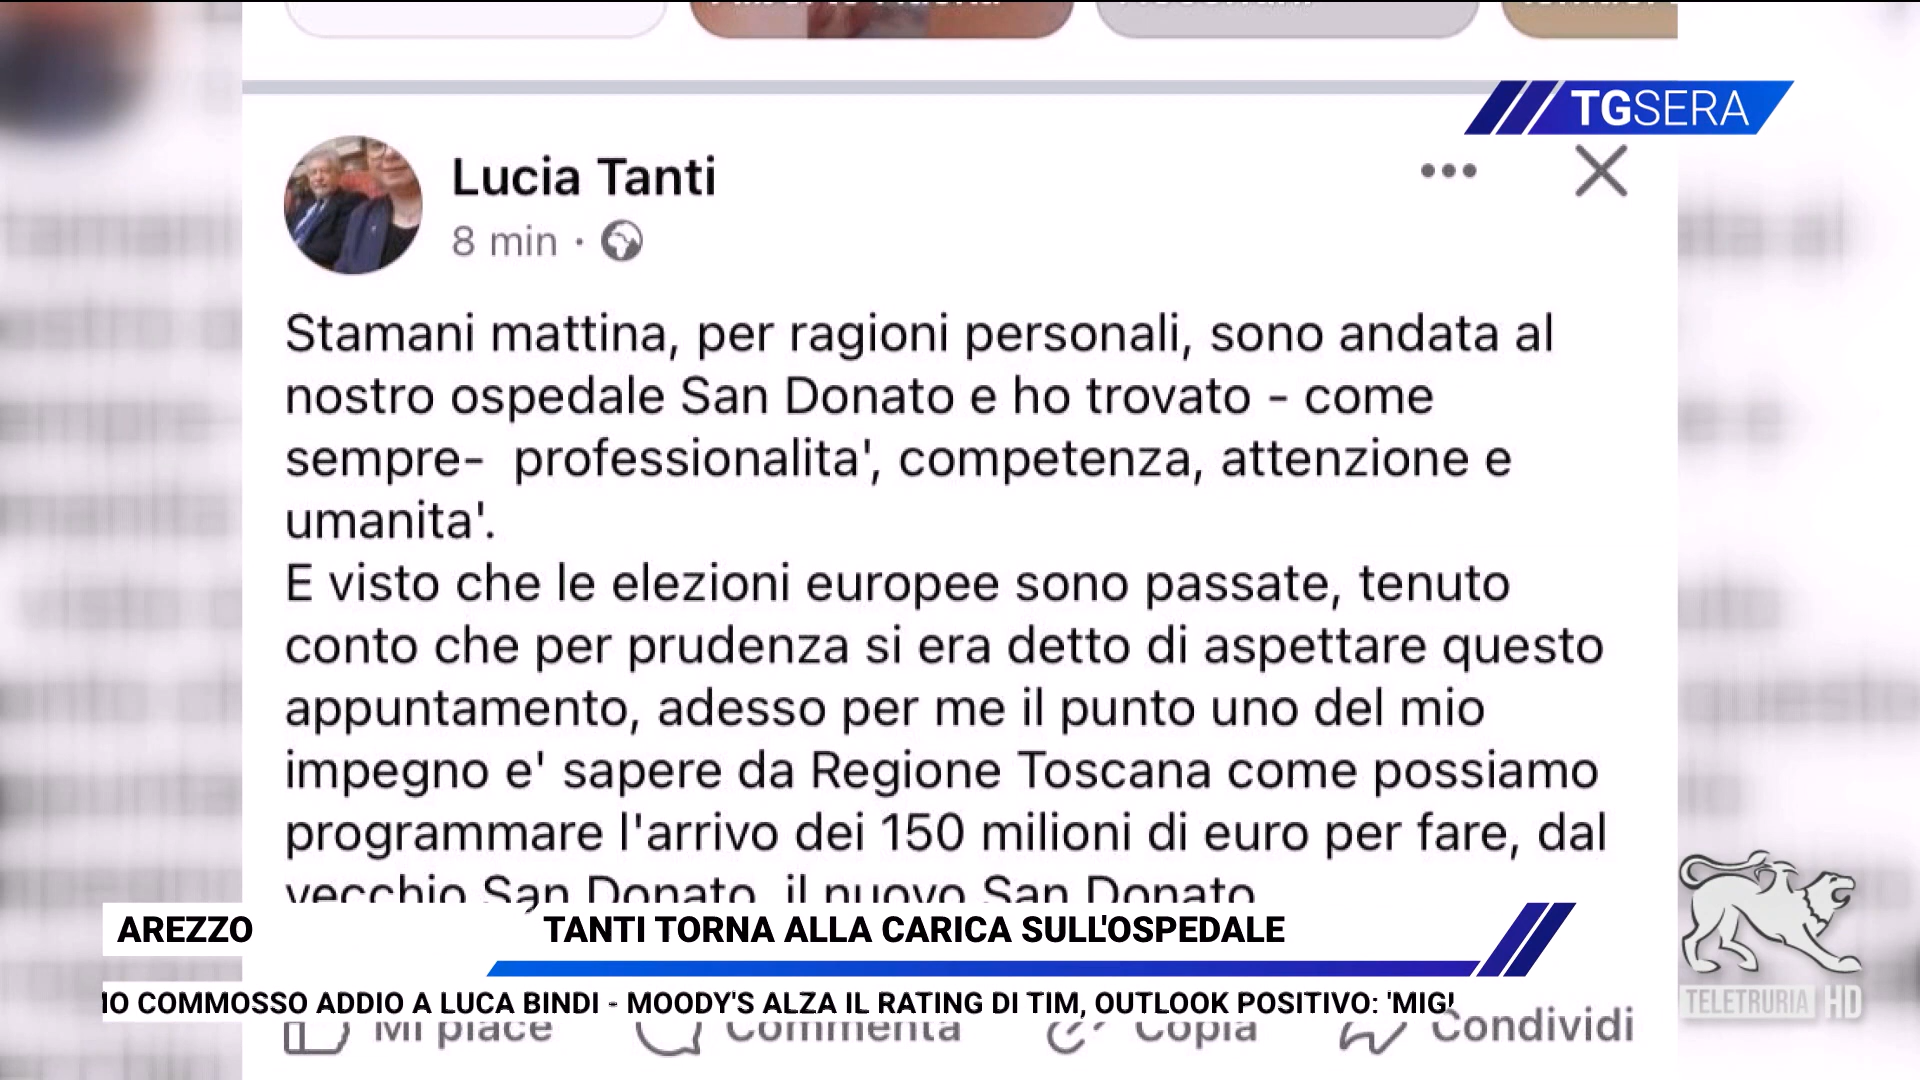 TGSERA
Lucia Tanti
8 min ·
Stamani mattina, per ragioni personali, sono andata al
nostro ospedale San Donato e ho trovato - come
sempre-  professionalita', competenza, attenzione e
umanita'.
E visto che le elezioni europee sono passate, tenuto
conto che per prudenza si era detto di aspettare questo
appuntamento, adesso per me il punto uno del mio
impegno e' sapere da Regione Toscana come possiamo
programmare l'arrivo dei 150 milioni di euro per fare, dal
vecchio San Donato, il nuovo San Donato
AREZZO
TANTI TORNA ALLA CARICA SULL'OSPEDALE
COMMOSSO ADDIO A LUCA BINDI - MOODY'S ALZA IL RATING DI TIM, OUTLOOK POSITIVO:
Mi piace Commenta Copia Condividi
TELETRURIA HD